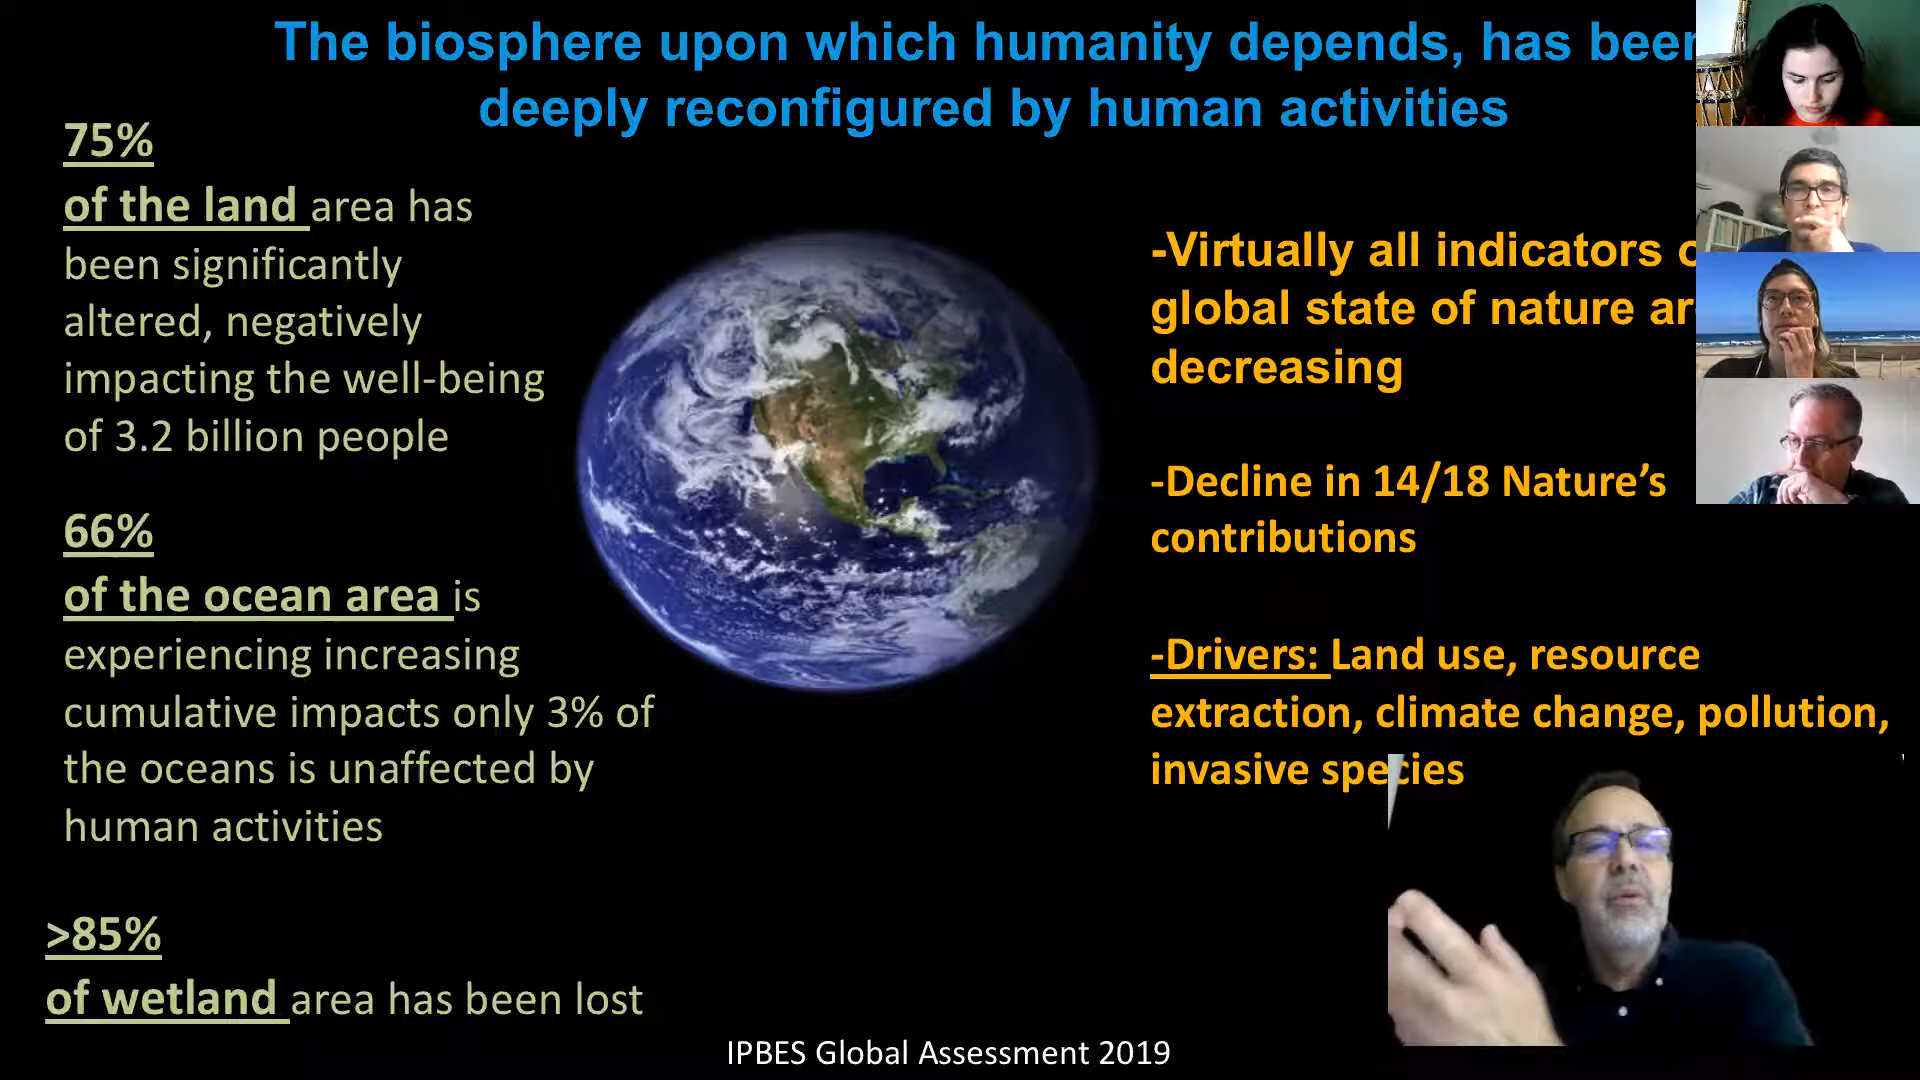 The biosphere upon which humanity depends, has been
deeply reconfigured by human activities
75%
of the land area has
been significantly
altered, negatively
impacting the well-being
of 3.2 billion people
66%
of the ocean area is
experiencing increasing
cumulative impacts only 3% of
the oceans is unaffected by
human activities
>85%
of wetland area has been lost
-Virtually all indicators
global state of nature
decreasing
-Decline in 14/18 Nature’s
contributions
-Drivers: Land use, resource
extraction, climate change, pollution,
invasive species
IPBES Global Assessment 2019